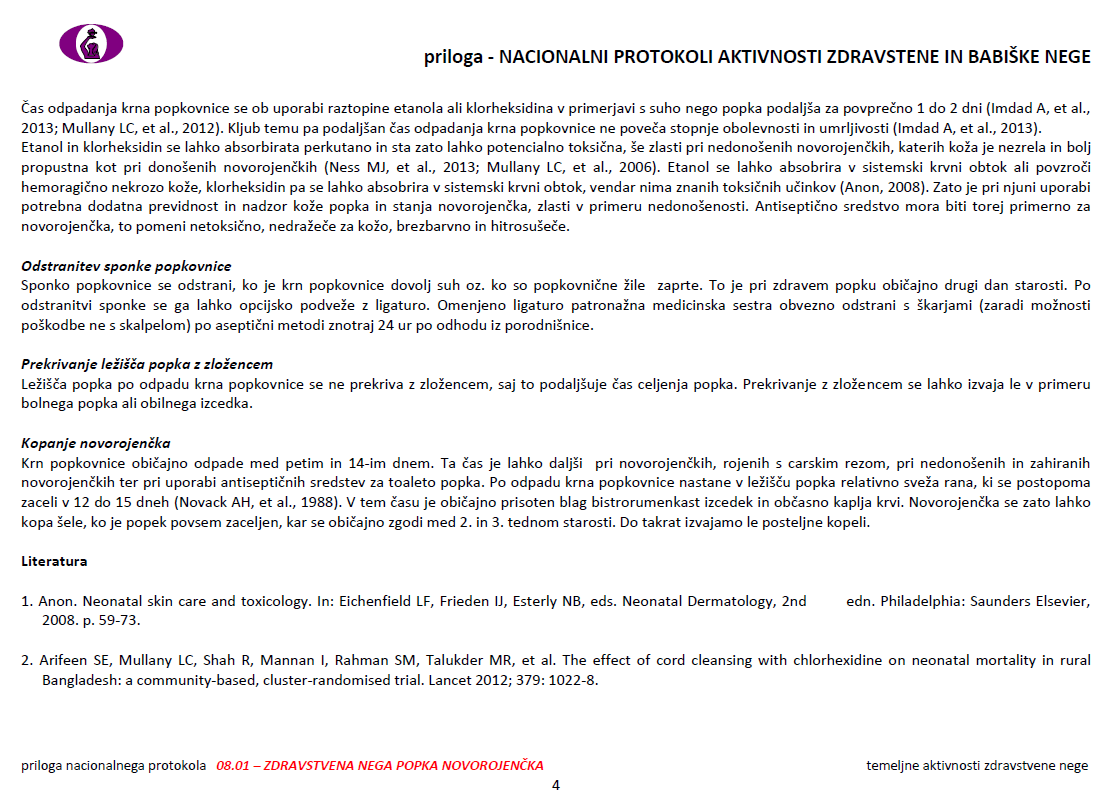 priloga - NACIONALNI PROTOKOLI AKTIVNOSTI ZDRAVSTENE IN BABIŠKE NEGE
Čas odpadanja krna popkovnice se ob uporabi raztopine etanola ali klorheksidina v primerjavi s suho nego popka podaljša za povprečno 1 do 2 dni (Imdad A, et al.,
2013; Mullany LC, et al., 2012). Kljub temu pa podaljšan čas odpadanja krna popkovnice ne poveča stopnje obolevnosti in umrljivosti (Imdad A, et al., 2013).
Etanol in klorheksidin se lahko absorbirata perkutano in sta zato lahko potencialno toksična, še zlasti pri nedonošenih novorojenčkih, katerih koža je nezrela in bolj
propustna kot pri donošenih novorojenčkih (Ness MJ, et al., 2013; Mullany LC, et al., 2006). Etanol se lahko absobrira v sistemski krvni obtok ali povzroči
hemoragično nekrozo kože, klorheksidin pa se lahko absobrira v sistemski krvni obtok, vendar nima znanih toksičnih učinkov (Anon, 2008). Zato je pri njuni uporabi
potrebna dodatna previdnost in nadzor kože popka in stanja novorojenčka, zlasti v primeru nedonošenosti. Antiseptično sredstvo mora biti torej primerno za
novorojenčka, to pomeni netoksično, nedražeče za kožo, brezbarvno in hitrosušeče.
Odstranitev sponke popkovnice
Sponko popkovnice se odstrani, ko je krn popkovnice dovolj suh oz. ko so popkovnične žile zaprte. To je pri zdravem popku običajno drugi dan starosti. Po
odstranitvi sponke se ga lahko opcijsko podveže z ligaturo. Omenjeno ligaturo patronažna medicinska sestra obvezno odstrani s škarjami (zaradi možnosti
poškodbe ne s skalpelom) po aseptični metodi znotraj 24 ur po odhodu iz porodnišnice.
Prekrivanje ležišča popka z zložencem
Ležišča popka po odpadu krna popkovnice se ne prekriva z zložencem, saj to podaljšuje čas celjenja popka. Prekrivanje z zložencem se lahko izvaja le v primeru
bolnega popka ali obilnega izcedka.
Kopanje novorojenčka
Krn popkovnice običajno odpade med petim in 14-im dnem. Ta čas je lahko daljši pri novorojenčkih, rojenih s carskim rezom, pri nedonošenih in zahiranih
novorojenčkih ter pri uporabi antiseptičnih sredstev za toaleto popka. Po odpadu krna popkovnice nastane v ležišču popka relativno sveža rana, ki se postopoma
zaceli v 12 do 15 dneh (Novack AH, et al., 1988). V tem času je običajno prisoten blag bistrorumenkast izcedek in občasno kaplja krvi. Novorojenčka se zato lahko
kopa šele, ko je popek povsem zaceljen, kar se običajno zgodi med 2. in 3. tednom starosti. Do takrat izvajamo le posteljne kopeli.
Literatura
1. Anon. Neonatal skin care and toxicology. In: Eichenfield LF, Frieden IJ, Esterly NB, eds. Neonatal Dermatology, 2nd edn. Philadelphia: Saunders Elsevier,
2008. p. 59-73.
2. Arifeen SE, Mullany LC, Shah R, Mannan I, Rahman SM, Talukder MR, et al. The effect of cord cleansing with chlorhexidine on neonatal mortality in rural
Bangladesh: a community-based, cluster-randomised trial. Lancet 2012; 379: 1022-8.
priloga nacionalnega protokola 08.01 – ZDRAVSTVENA NEGA POPKA NOVOROJENČKA temeljne aktivnosti zdravstvene nege
4